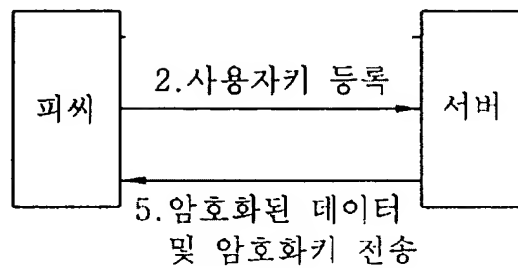 피씨
2.사용자키 등록
서버
5.암호화된 데이터
및 암호화키 전송